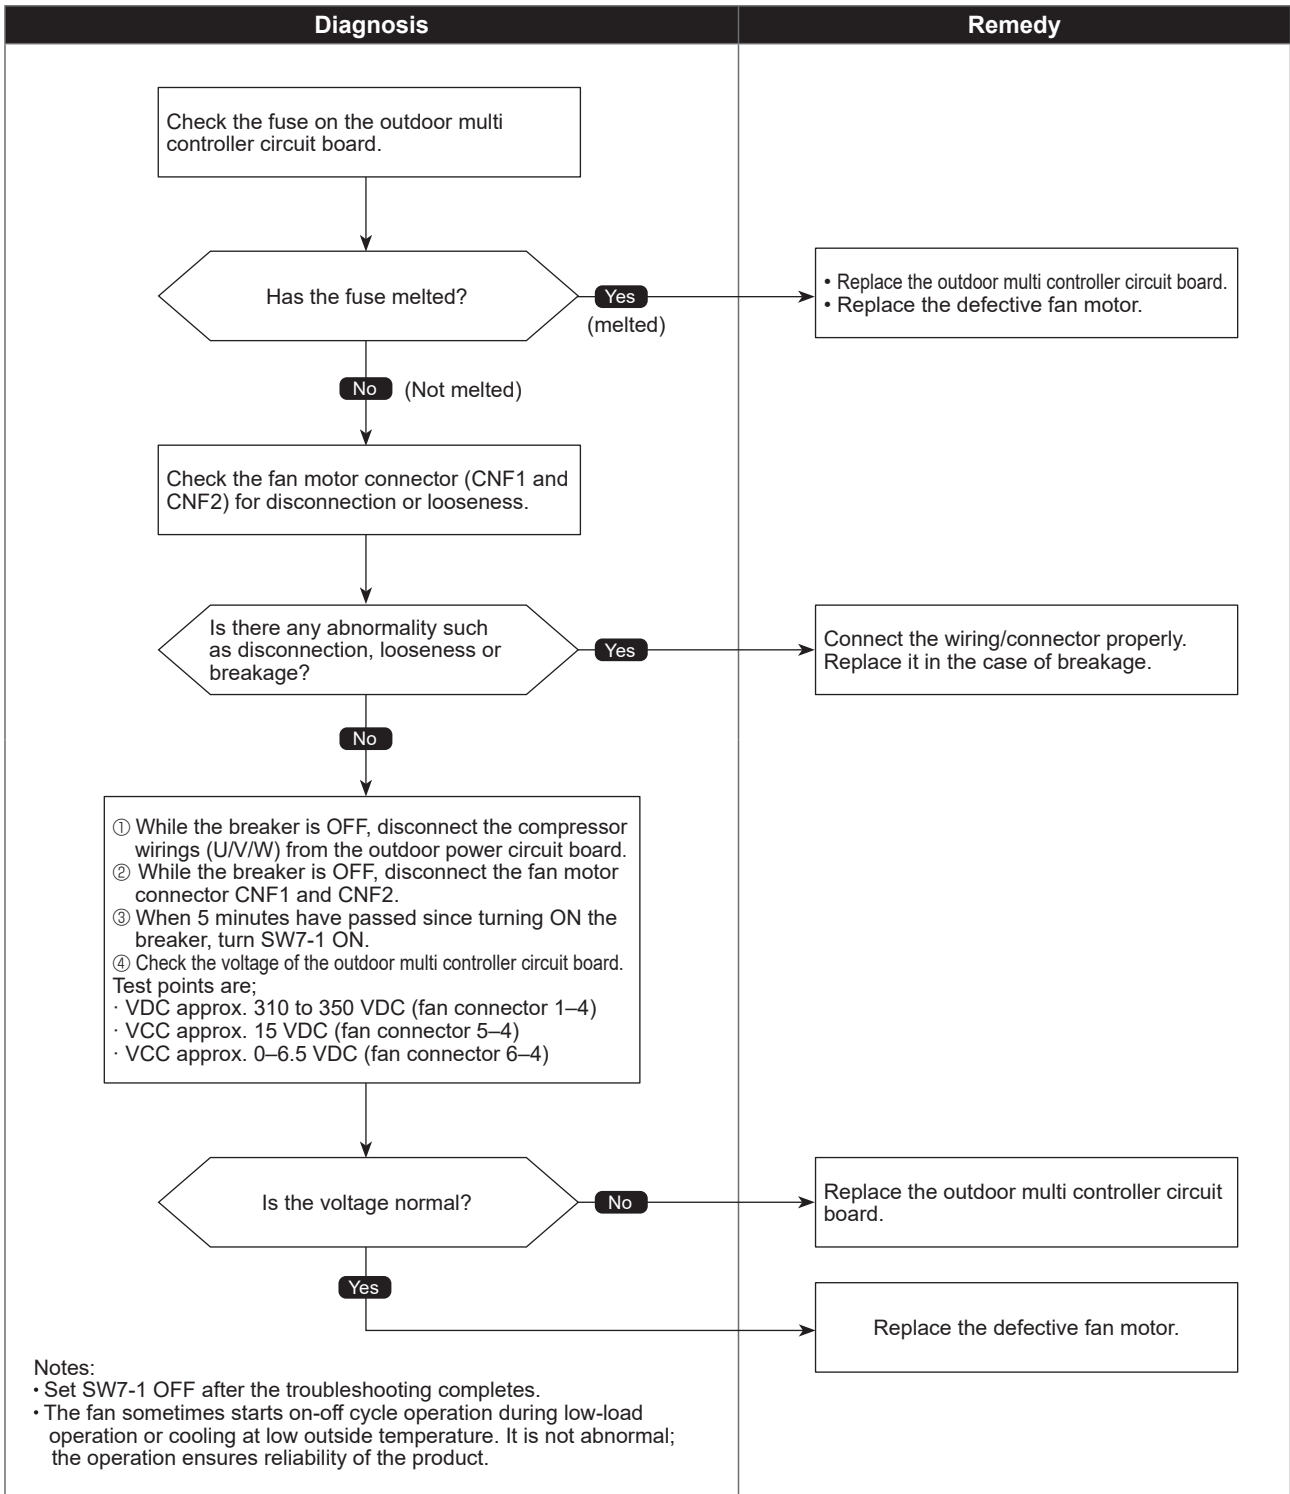 Diagnosis
Remedy
Check the fuse on the outdoor multi
controller circuit board.
Has the fuse melted?
Yes
(melted)
• Replace the outdoor multi controller circuit board.
• Replace the defective fan motor.
No (Not melted)
Check the fan motor connector (CNF1 and
CNF2) for disconnection or looseness.
Is there any abnormality such
as disconnection, looseness or
breakage?
Yes
Connect the wiring/connector properly.
Replace it in the case of breakage.
No
① While the breaker is OFF, disconnect the compressor
wirings (U/V/W) from the outdoor power circuit board.
② While the breaker is OFF, disconnect the fan motor
connector CNF1 and CNF2.
③ When 5 minutes have passed since turning ON the
breaker, turn SW7-1 ON.
④ Check the voltage of the outdoor multi controller circuit board.
Test points are;
· VDC approx. 310 to 350 VDC (fan connector 1–4)
· VCC approx. 15 VDC (fan connector 5–4)
· VCC approx. 0–6.5 VDC (fan connector 6–4)
Is the voltage normal?
No
Replace the outdoor multi controller circuit
board.
Yes
Replace the defective fan motor.
Notes:
• Set SW7-1 OFF after the troubleshooting completes.
• The fan sometimes starts on-off cycle operation during low-load
operation or cooling at low outside temperature. It is not abnormal;
the operation ensures reliability of the product.